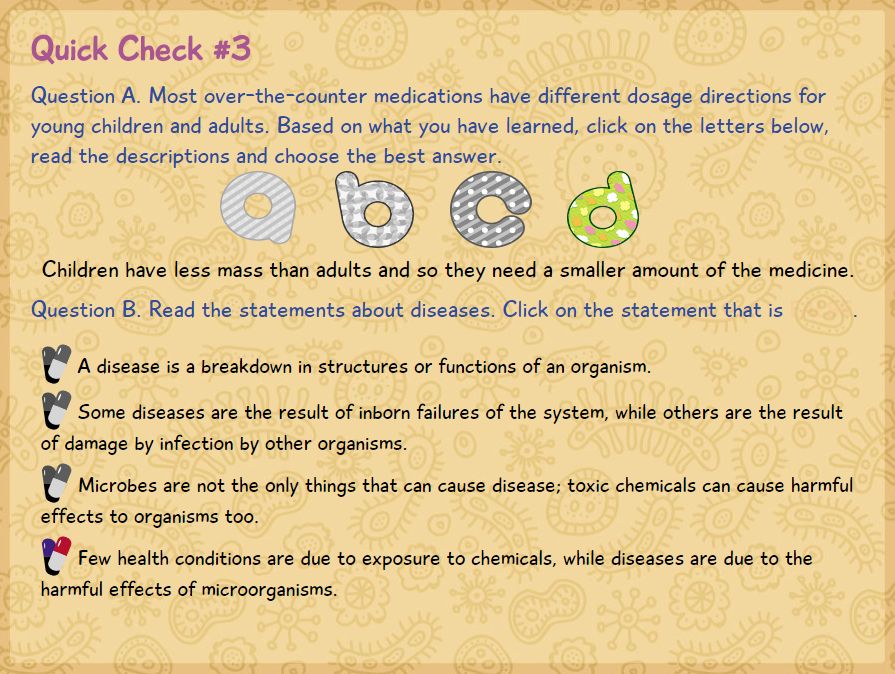 Quick Check #3
Question A. Most over-the-counter medications have different dosage directions for
young children and adults. Based on what you have learned, click on the letters below,
read the descriptions and choose the best answer.
a b c d
Children have less mass than adults and so they need a smaller amount of the medicine.
Question B. Read the statements about diseases. Click on the statement that is .
A disease is a breakdown in structures or functions of an organism.
Some diseases are the result of inborn failures of the system, while others are the result
of damage by infection by other organisms.
Microbes are not the only things that can cause disease; toxic chemicals can cause harmful
effects to organisms too.
Few health conditions are due to exposure to chemicals, while diseases are due to the
harmful effects of microorganisms.